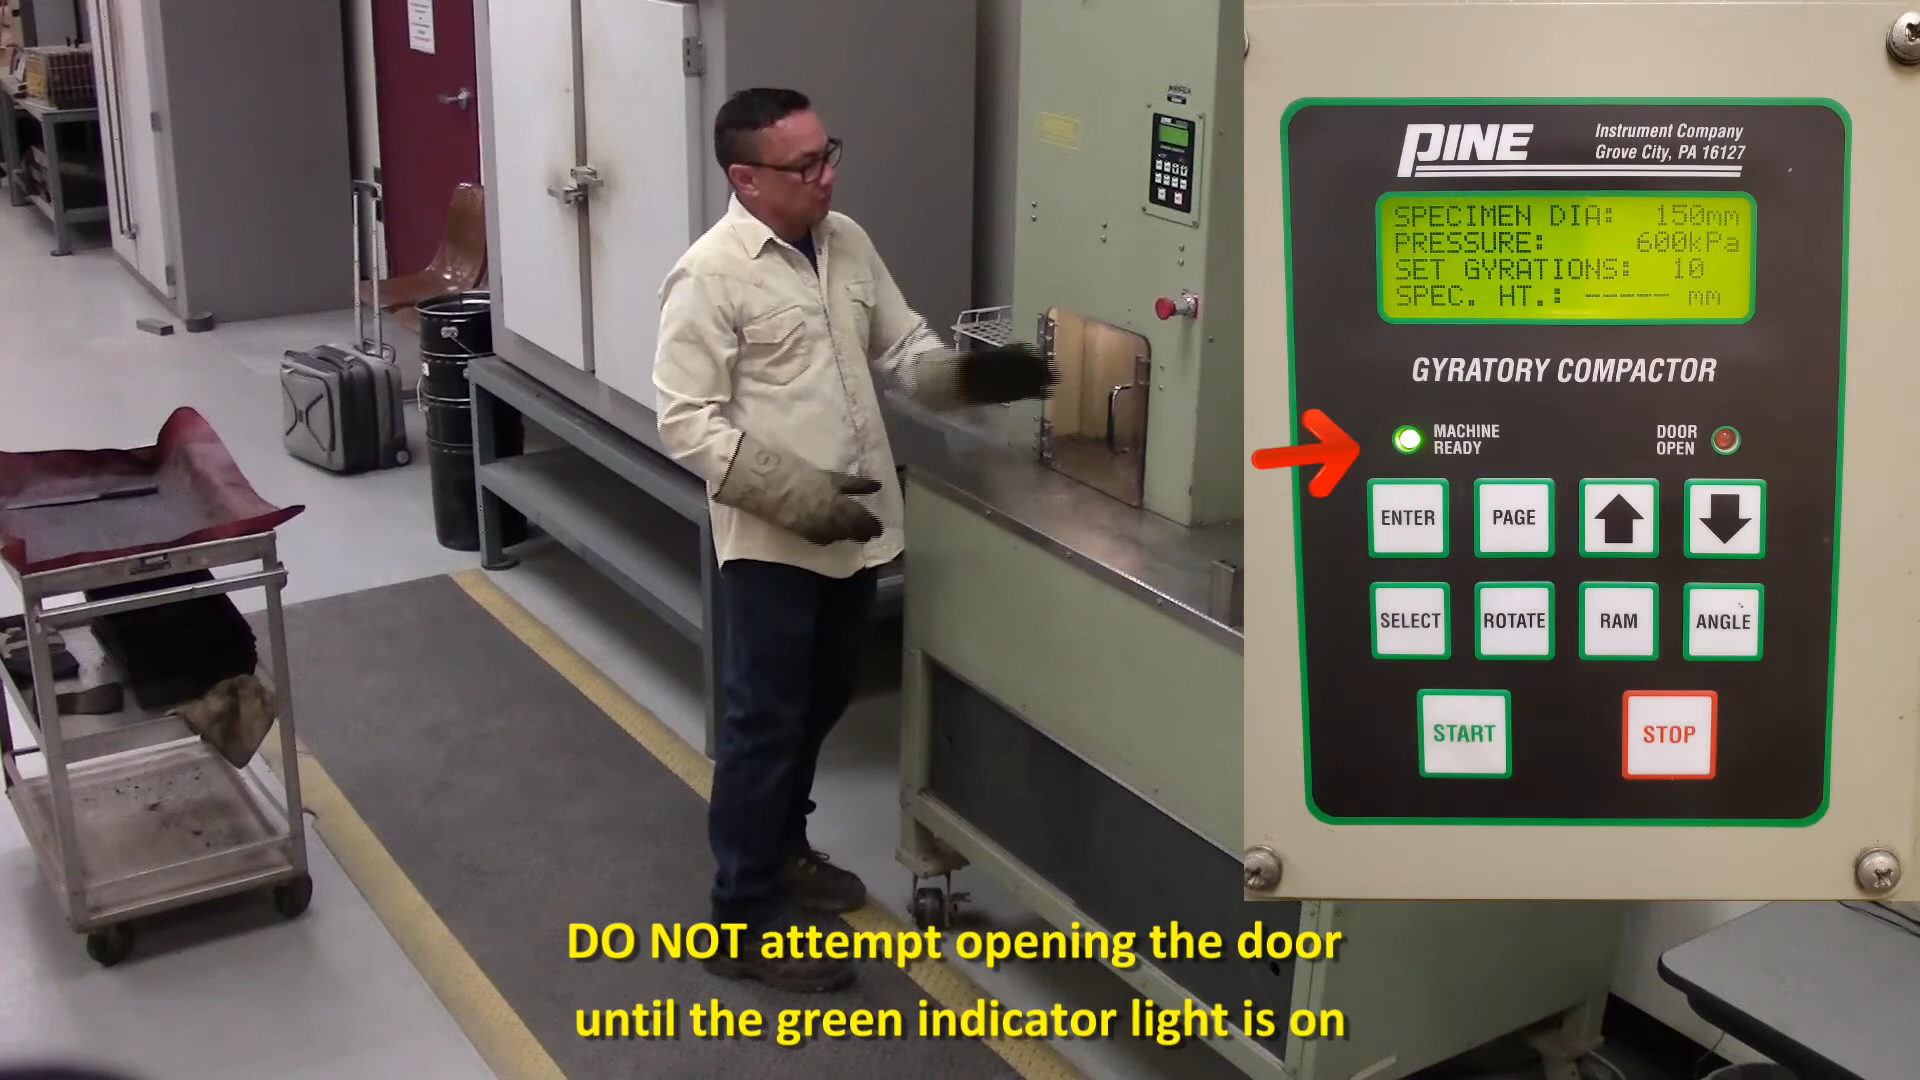 PINE
Instrument Company
Grove City, PA 16127
SPECIMEN DIA: 150mm
PRESSURE: 600kPa
SET GYRATIONS: 10
SPEC. HT.: ------ mm
GYRATORY COMPACTOR
MACHINE
READY
DOOR
OPEN
ENTER PAGE
SELECT ROTATE RAM ANGLE
START STOP
DO NOT attempt opening the door
until the green indicator light is on